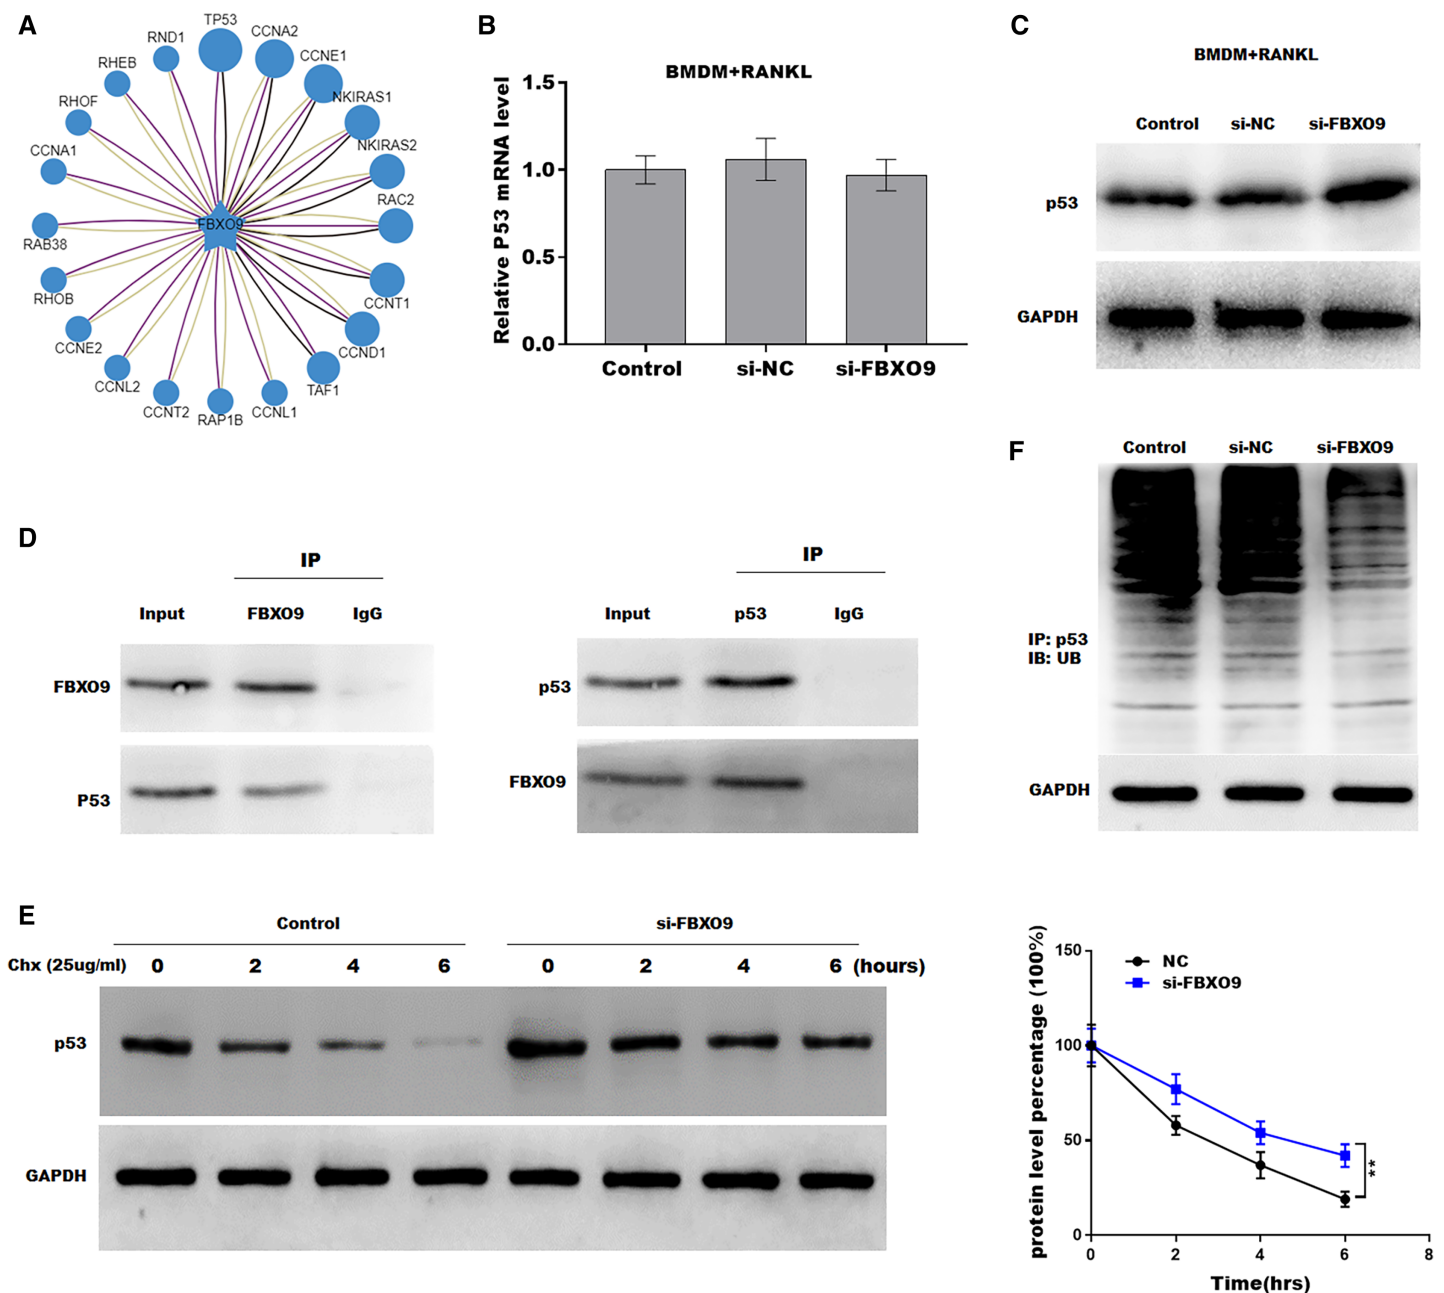 A
TP53
CCNA2
RND1
CCNE1
RHEB
NKIRAS1
RHOF
NKIRAS2
CCNA1
RAC2
FBXO9
RAB38
RHOB
CCNT1
CCNE2
CCND1
CCNL2
TAF1
CCNT2
RAP1B
CCNL1
B
BMDM+RANKL
Relative P53 mRNA level
1.5
1.0
0.5
0.0
Control si-NC si-FBXO9
C
BMDM+RANKL
Control si-NC si-FBXO9
p53
GAPDH
D
IP
Input FBXO9 IgG
FBXO9
P53
IP
Input p53 IgG
p53
FBXO9
F
Control si-NC si-FBXO9
IP: p53
IB: UB
GAPDH
E
Control si-FBXO9
Chx (25ug/ml) 0 2 4 6 0 2 4 6 (hours)
p53
GAPDH
protein level percentage (100%)
150
100
50
0
NC
si-FBXO9
**
0 2 4 6 8
Time(hrs)